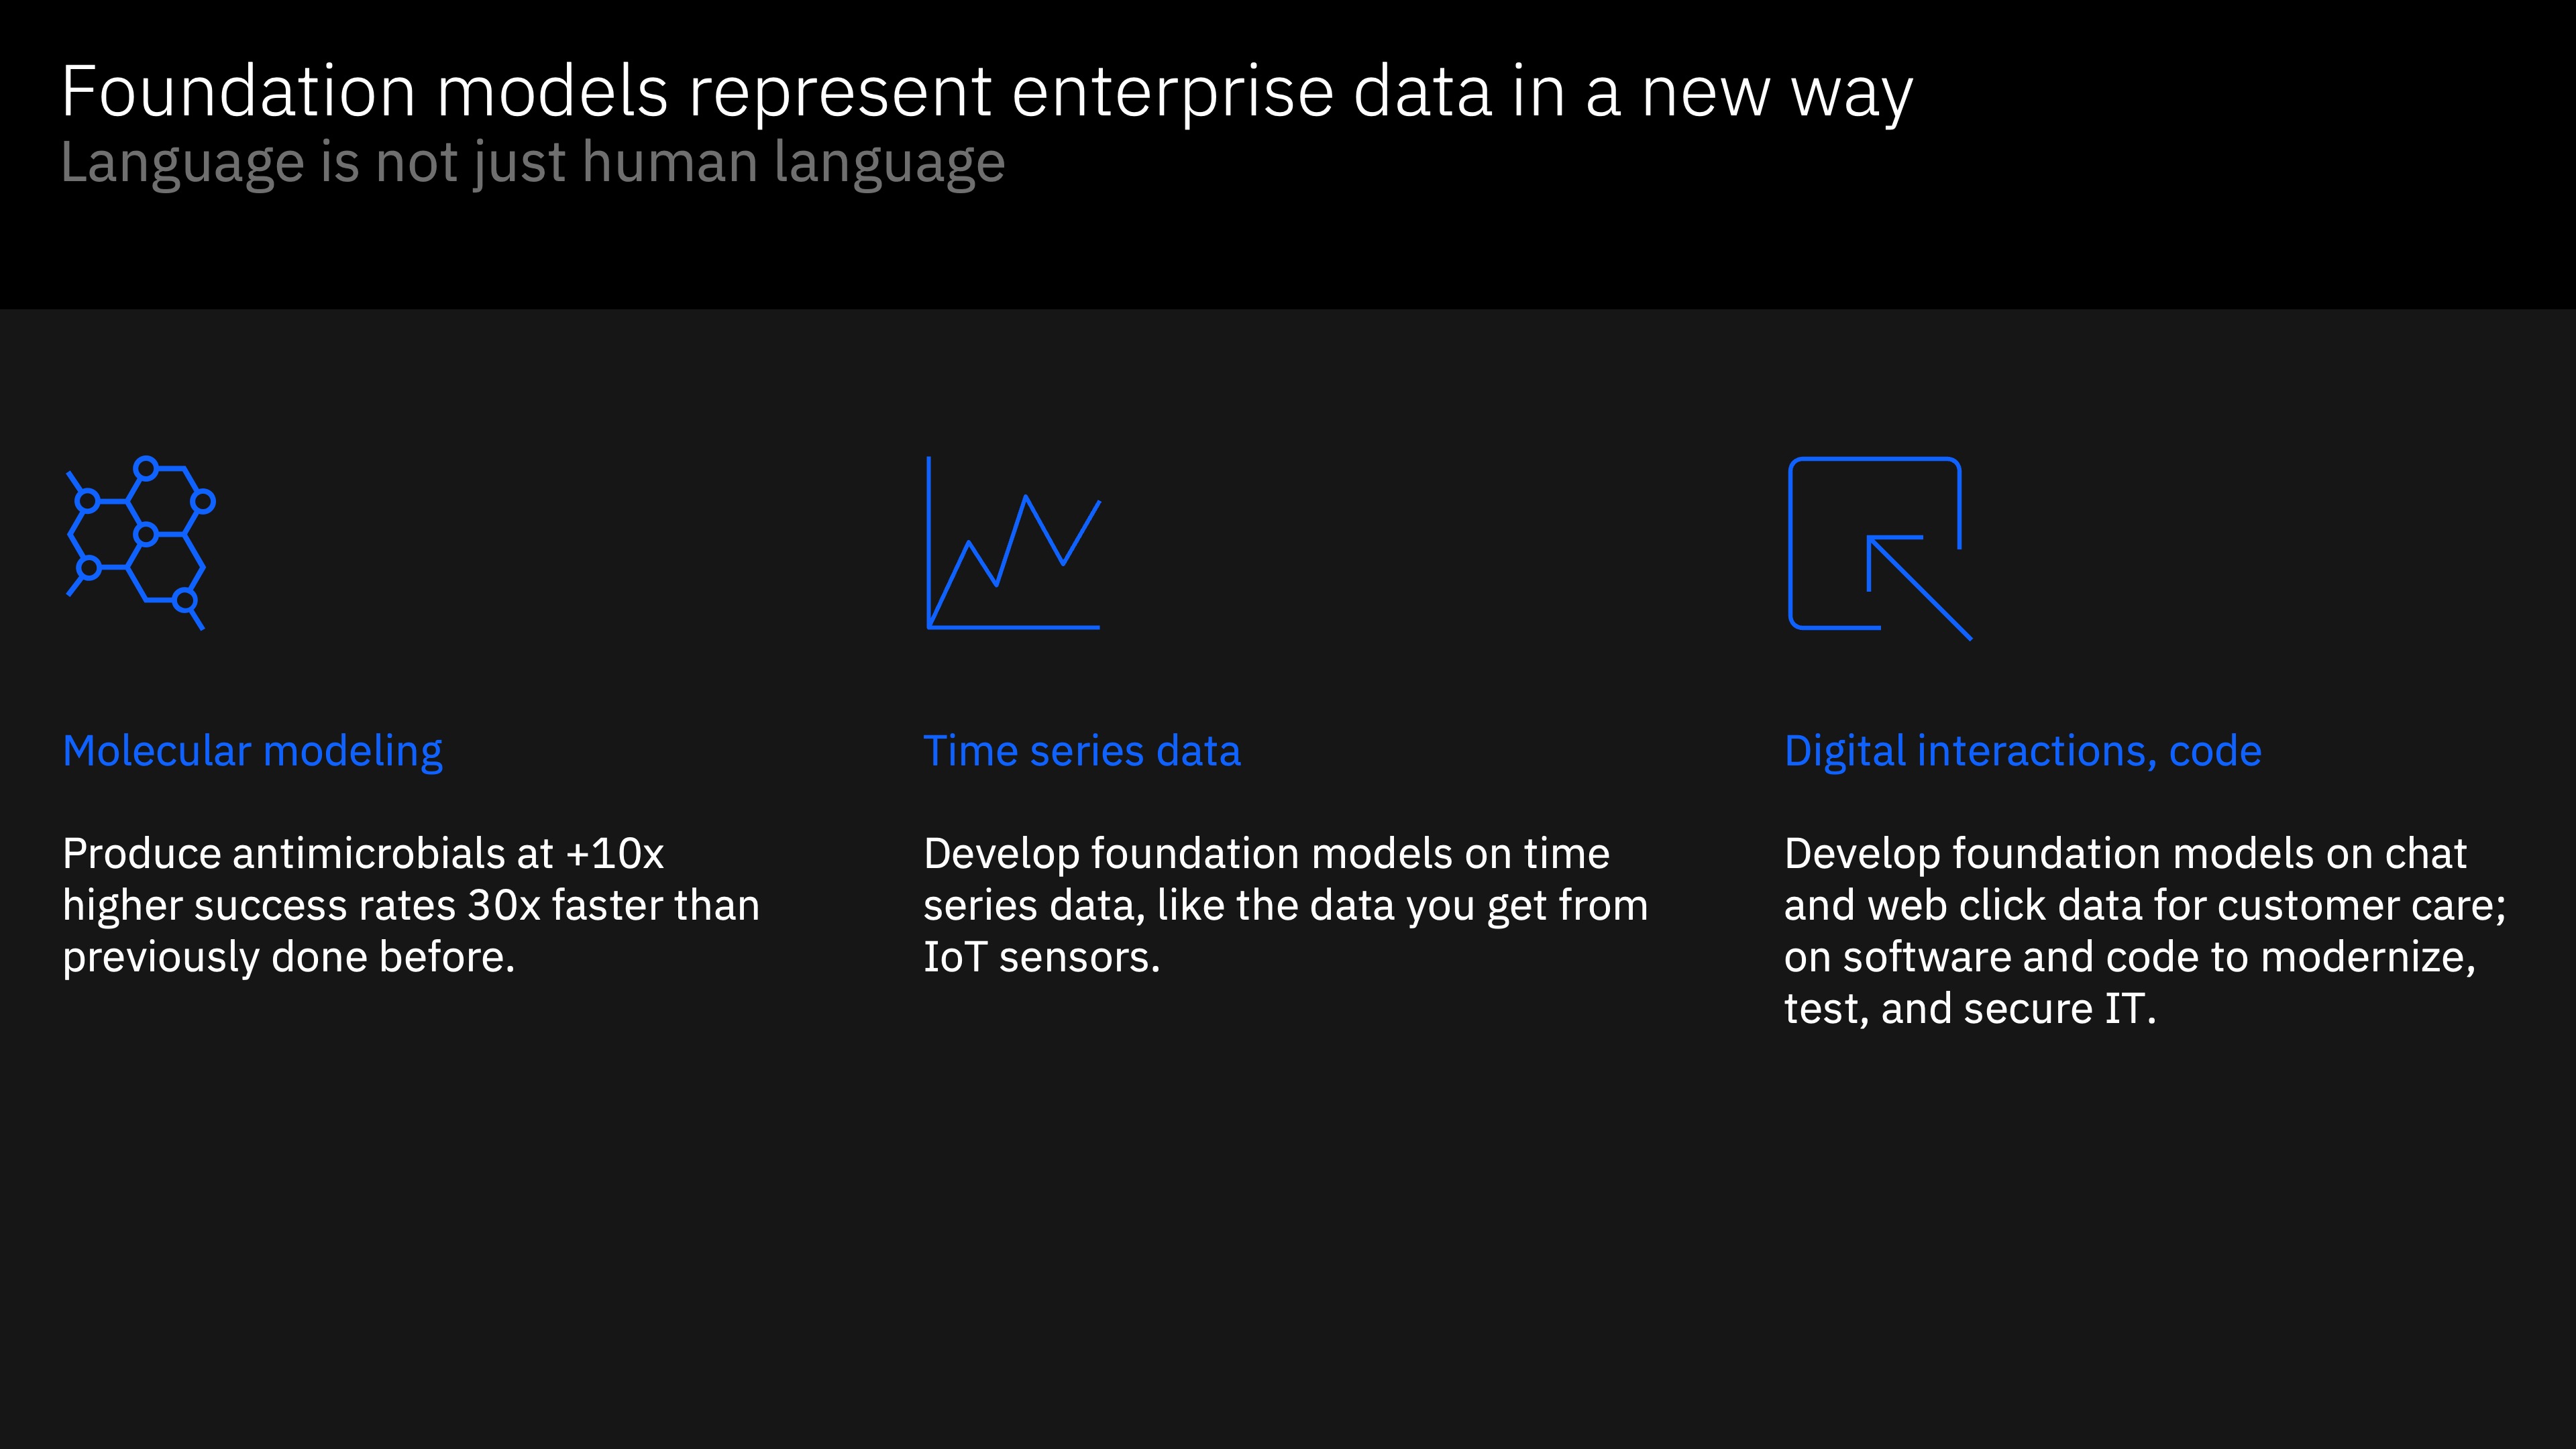 Foundation models represent enterprise data in a new way
Language is not just human language
Molecular modeling
Produce antimicrobials at +10x
higher success rates 30x faster than
previously done before.
Time series data
Develop foundation models on time
series data, like the data you get from
IoT sensors.
Digital interactions, code
Develop foundation models on chat
and web click data for customer care;
on software and code to modernize,
test, and secure IT.